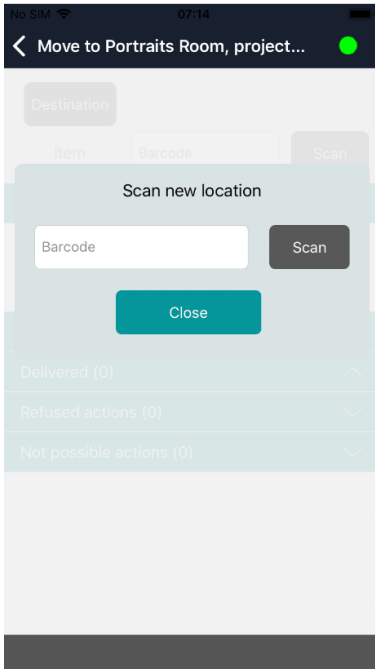 No SIM 07:14
Move to Portraits Room, project...
Destination
Item Barcode Scan
Scan new location
Barcode Scan
Close
Delivered (0)
Refused actions (0)
Not possible actions (0)